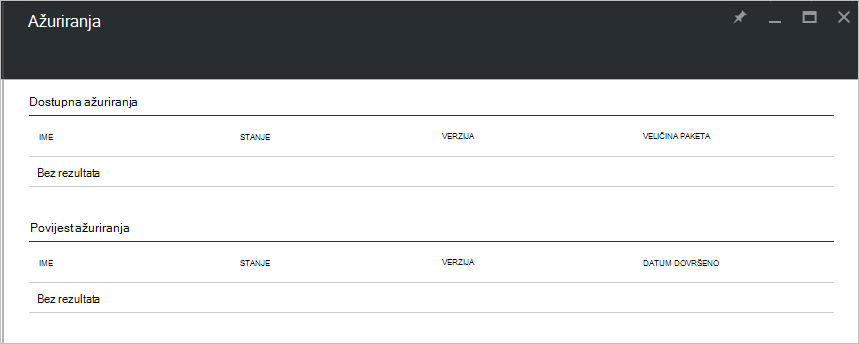 Ažuriranja
Dostupna ažuriranja
IME STANJE VERZIJA VELIČINA PAKETA
Bez rezultata
Povijest ažuriranja
IME STANJE VERZIJA DATUM DOVRŠENO
Bez rezultata